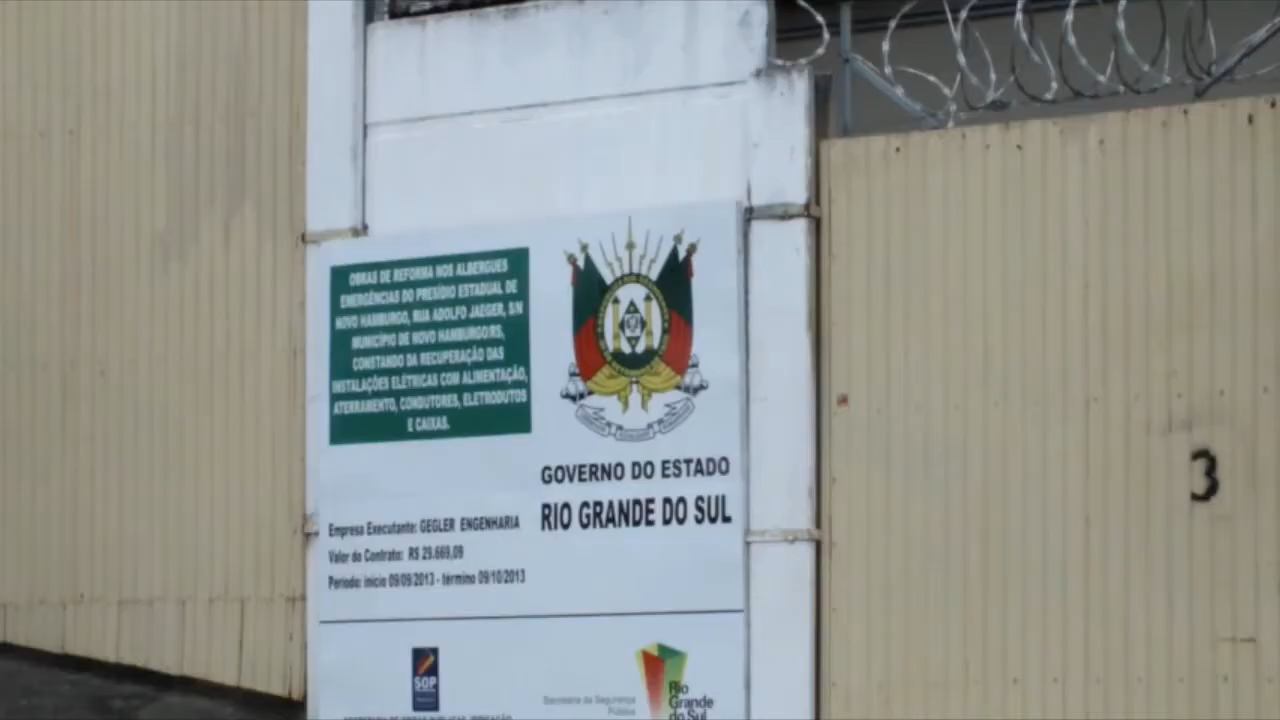 OBRAS DE REFORMA NOS ALBERGUES
EMERGÊNCIAS DO PRESÍDIO ESTADUAL DE
NOVO HAMBURGO, RUA ADOLFO JAEGER, S/N
MUNICÍPIO DE NOVO HAMBURGO/RS,
CONSTANDO DA RECUPERAÇÃO DAS
INSTALAÇÕES ELÉTRICAS COM ALIMENTAÇÃO,
ATERRAMENTO, CONDUTORES, ELETRODUTOS
E CAIXAS.
GOVERNO DO ESTADO
RIO GRANDE DO SUL
Empresa Executante: GEGLER ENGENHARIA
Valor do Contrato: R$ 29.669,09
Período: início 09/09/2013 - término 09/10/2013
3
SOP
Secretaria da Segurança
Pública
Rio
Grande
do Sul